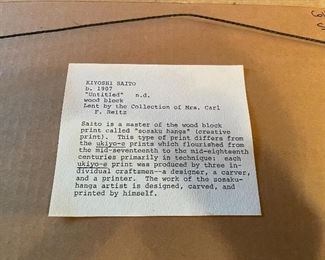 KIYOSHI SAITO
b. 1907
"Untitled" n.d.
wood block
Lent by the Collection of Mrs. Carl
F. Reitz
Saito is a master of the wood block
print called "sosaku hanga" (creative
print). This type of print differs from
the ukiyo-e prints which flourished from
the mid-seventeenth to the mid-eighteenth
centuries primarily in technique: each
ukiyo-e print was produced by three in-
dividual craftsmen--a designer, a carver,
and a printer. The work of the sosaku-
hanga artist is designed, carved, and
printed by himself.